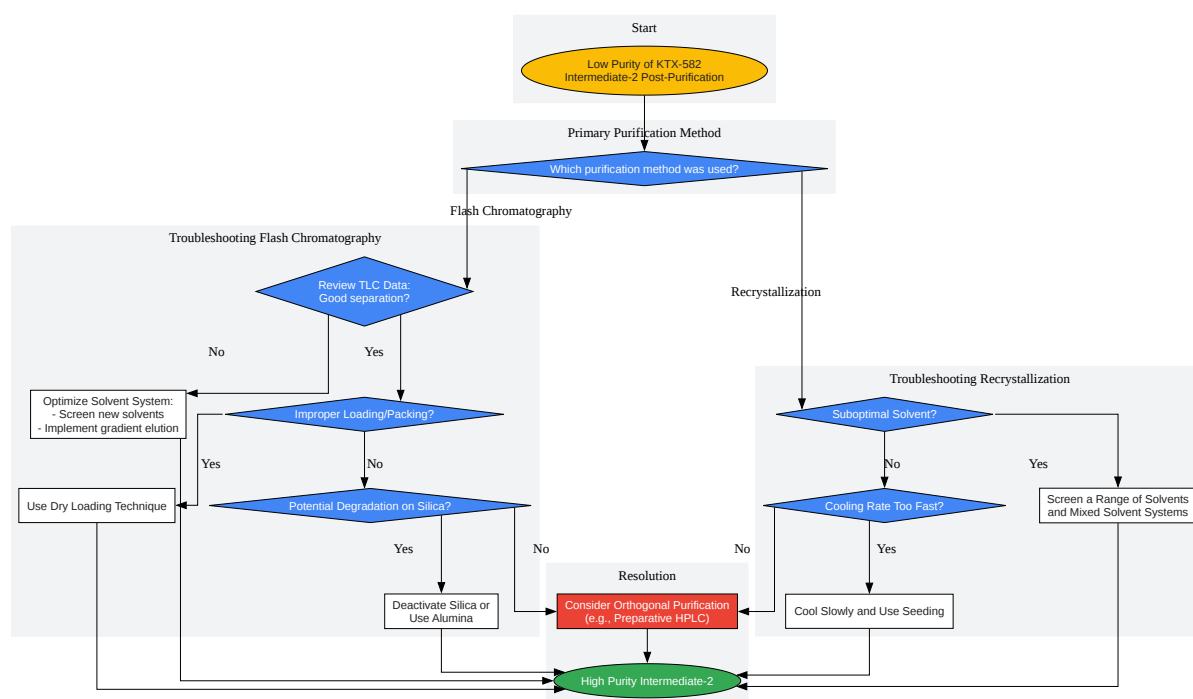 Start
Low Purity of KTX-582
Intermediate-2 Post-Purification
Primary Purification Method
Which purification method was used?
Flash Chromatography
Troubleshooting Flash Chromatography
Review TLC Data:
Good separation?
Recrystallization
No
Yes
Troubleshooting Recrystallization
Optimize Solvent System:
- Screen new solvents
- Implement gradient elution
Improper Loading/Packing?
Suboptimal Solvent?
Yes
No
No
Yes
Use Dry Loading Technique
Potential Degradation on Silica?
Cooling Rate Too Fast?
Screen a Range of Solvents
and Mixed Solvent Systems
Yes
No
No
Yes
Resolution
Deactivate Silica or
Use Alumina
Consider Orthogonal Purification
(e.g., Preparative HPLC)
Cool Slowly and Use Seeding
High Purity Intermediate-2